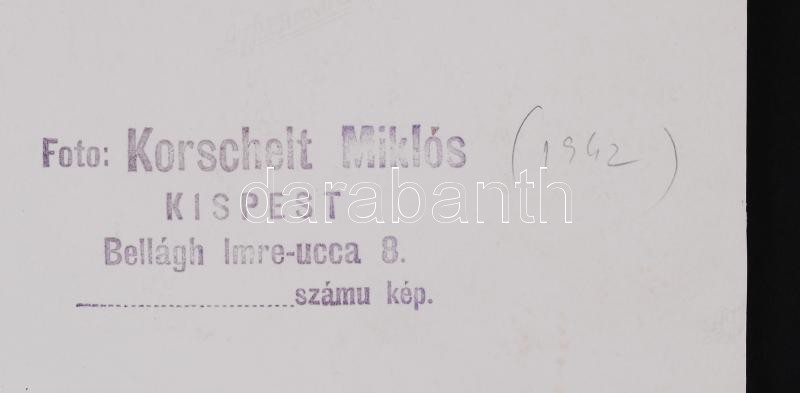 Foto: Korschelt Miklós (1942)
KISPEST
darabanth
Bellágh Imre-ucca 8.
....................számu kép.